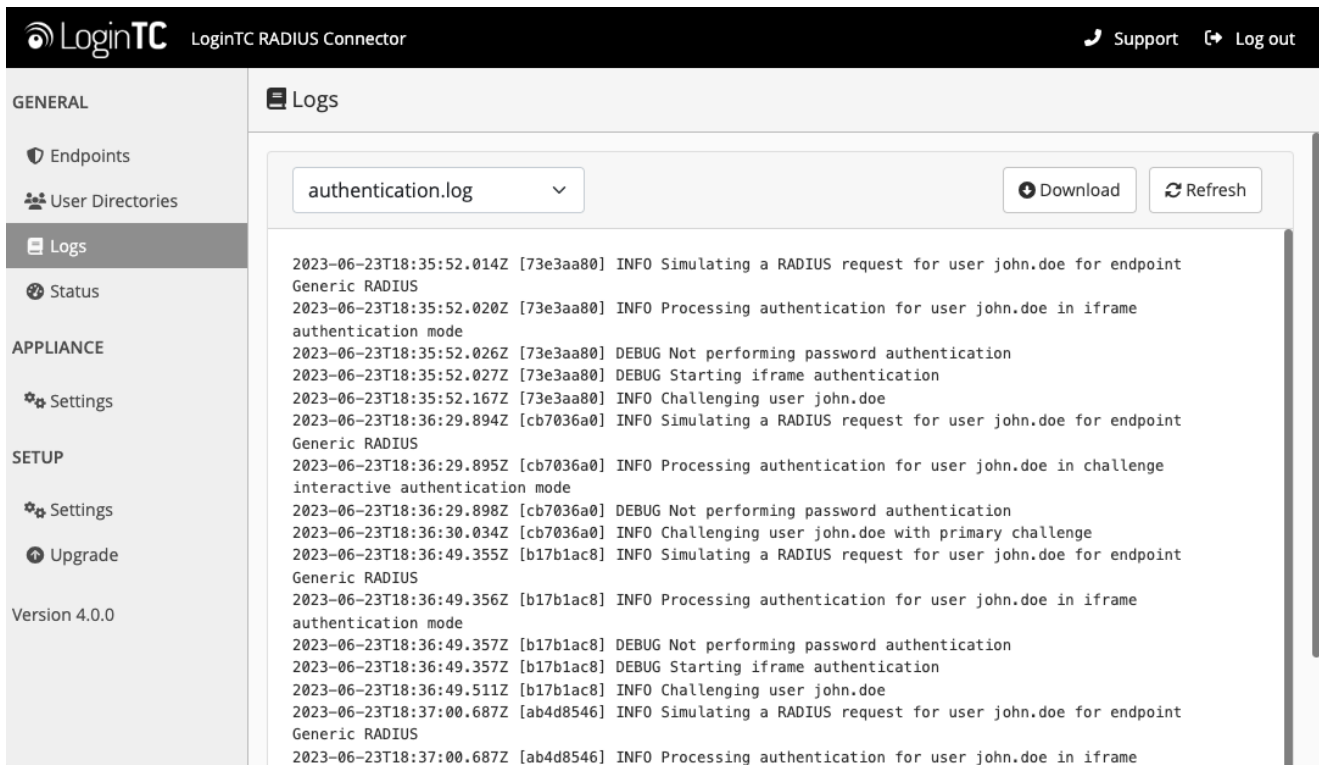 LoginTC LoginTC RADIUS Connector Support Log out
GENERAL
Endpoints
User Directories
Logs
Status
APPLIANCE
Settings
SETUP
Settings
Upgrade
Version 4.0.0
Logs
authentication.log Download Refresh
2023-06-23T18:35:52.014Z [73e3aa80] INFO Simulating a RADIUS request for user john.doe for endpoint
Generic RADIUS
2023-06-23T18:35:52.020Z [73e3aa80] INFO Processing authentication for user john.doe in iframe
authentication mode
2023-06-23T18:35:52.026Z [73e3aa80] DEBUG Not performing password authentication
2023-06-23T18:35:52.027Z [73e3aa80] DEBUG Starting iframe authentication
2023-06-23T18:35:52.167Z [73e3aa80] INFO Challenging user john.doe
2023-06-23T18:36:29.894Z [cb7036a0] INFO Simulating a RADIUS request for user john.doe for endpoint
Generic RADIUS
2023-06-23T18:36:29.895Z [cb7036a0] INFO Processing authentication for user john.doe in challenge
interactive authentication mode
2023-06-23T18:36:29.898Z [cb7036a0] DEBUG Not performing password authentication
2023-06-23T18:36:30.034Z [cb7036a0] INFO Challenging user john.doe with primary challenge
2023-06-23T18:36:49.355Z [b17b1ac8] INFO Simulating a RADIUS request for user john.doe for endpoint
Generic RADIUS
2023-06-23T18:36:49.356Z [b17b1ac8] INFO Processing authentication for user john.doe in iframe
authentication mode
2023-06-23T18:36:49.357Z [b17b1ac8] DEBUG Not performing password authentication
2023-06-23T18:36:49.357Z [b17b1ac8] DEBUG Starting iframe authentication
2023-06-23T18:36:49.511Z [b17b1ac8] INFO Challenging user john.doe
2023-06-23T18:37:00.687Z [ab4d8546] INFO Simulating a RADIUS request for user john.doe for endpoint
Generic RADIUS
2023-06-23T18:37:00.687Z [ab4d8546] INFO Processing authentication for user john.doe in iframe